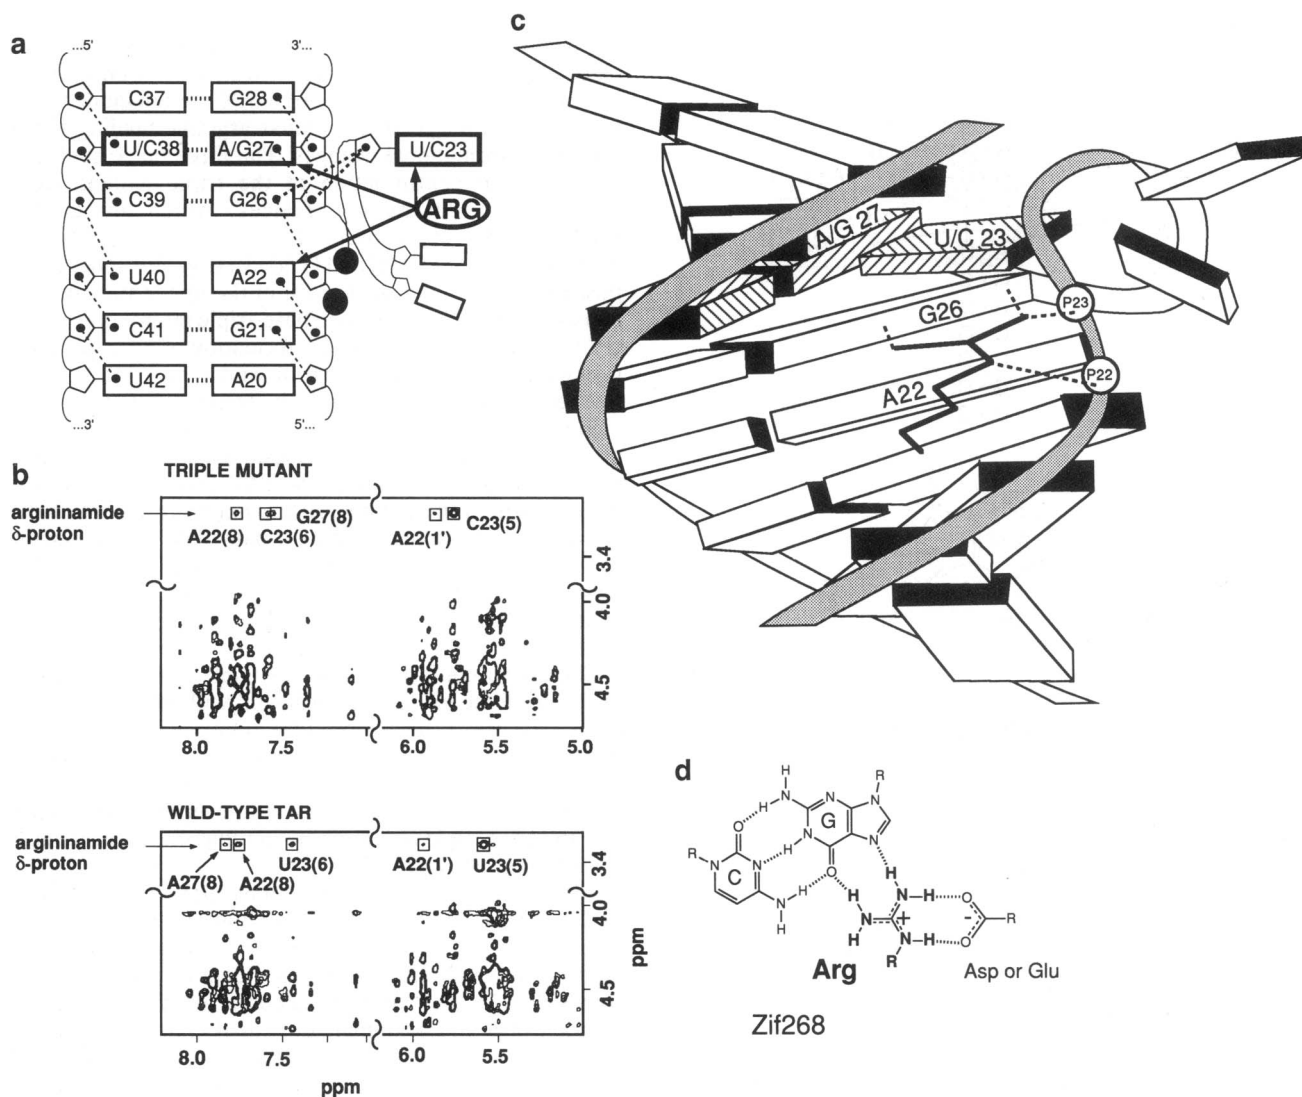 a
...5' 3'...
C37 G28
U/C38 A/G27 U/C23
C39 G26
ARG
U40 A22
C41 G21
U42 A20
...3' 5'...
b
TRIPLE MUTANT
argininamide
δ-proton
A22(8) C23(6) G27(8) A22(1') C23(5)
3.4
4.0
4.5
8.0 7.5 6.0 5.5 5.0
WILD-TYPE TAR
argininamide
δ-proton
A27(8) A22(8) U23(6) A22(1') U23(5)
3.4
4.0
4.5
ppm
8.0 7.5 6.0 5.5
ppm
c
A/G 27
U/C 23
G26
P23
A22
P22
d
H
H N N R
H N
O G
N H N N
R N C N O H
N H H N H O
H H N + - R
N H O
H R
Arg Asp or Glu
Zif268